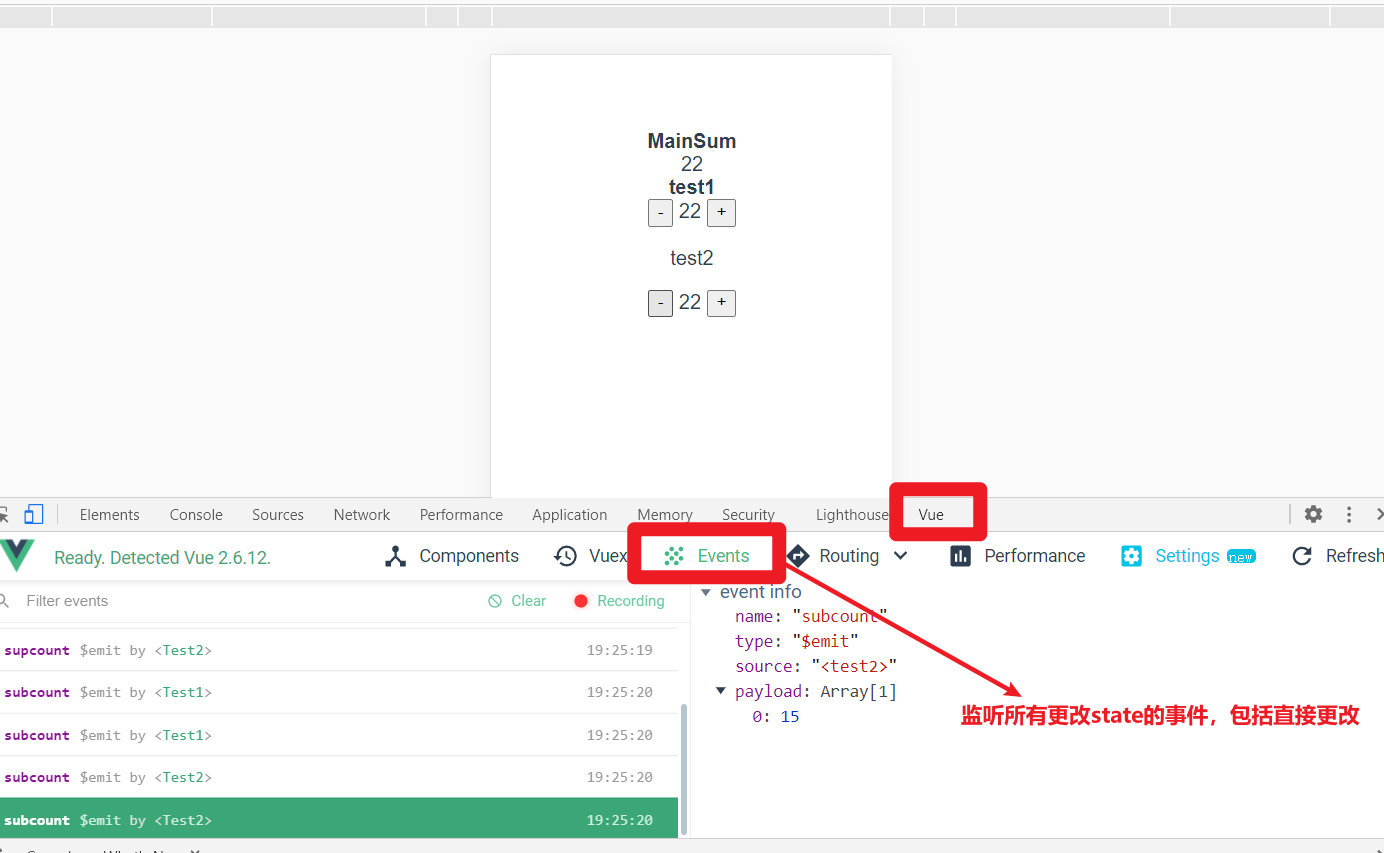 MainSum
22
test1
- 22 +
test2
- 22 +
Elements Console Sources Network Performance Application Memory Security Lighthouse Vue
Ready. Detected Vue 2.6.12. Components Vuex Events Routing Performance Settings new Refresh
Filter events Clear Recording
supcount $emit by <Test2> 19:25:19
subcount $emit by <Test1> 19:25:20
subcount $emit by <Test1> 19:25:20
subcount $emit by <Test2> 19:25:20
subcount $emit by <Test2> 19:25:20
event info
name: "subcount"
type: "$emit"
source: "<test2>"
payload: Array[1]
0: 15
监听所有更改state的事件，包括直接更改